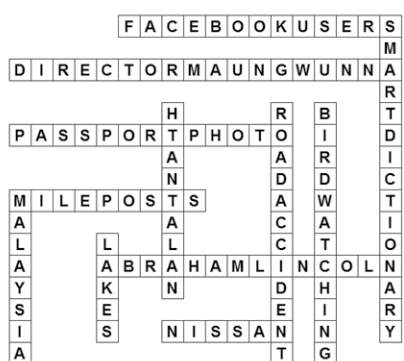 FACEBOOKUSERS
SMARTDICTIONARY
DIRECTORMAUNGWUNNA
HTANTALAN
ROADACCIDENT
BIRDWATCHING
PASSPORTPHOTO
MILEPOSTS
MALAYSIA
LAKES
ABRAHAMLINCOLN
NISSAN